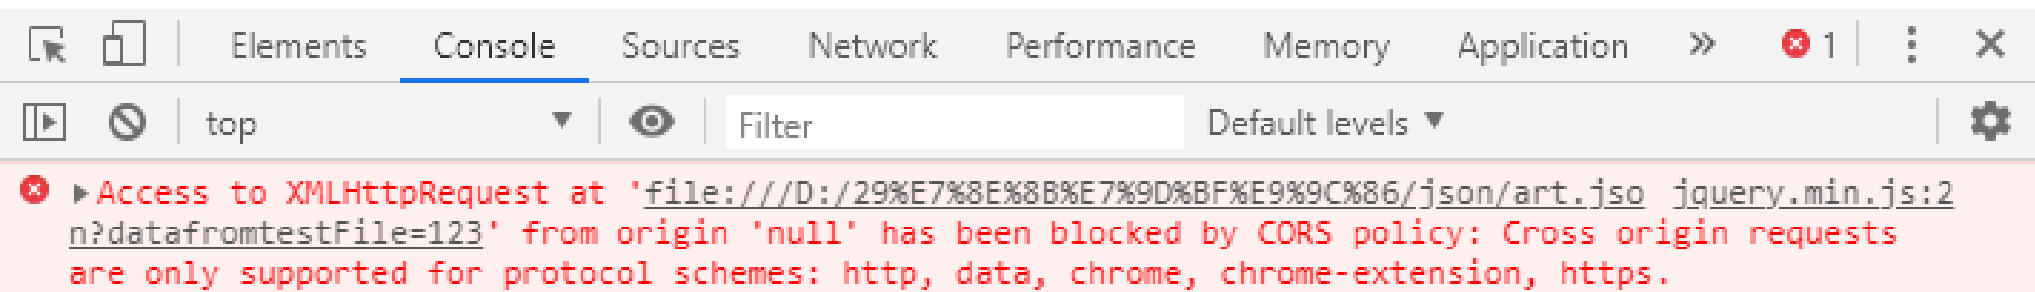 Elements Console Sources Network Performance Memory Application » 1
top Filter Default levels
Access to XMLHttpRequest at 'file:///D:/29%E7%8E%8B%E7%9D%BF%E9%9C%86/json/art.jso jquery.min.js:2
n?datafromtestFile=123' from origin 'null' has been blocked by CORS policy: Cross origin requests
are only supported for protocol schemes: http, data, chrome, chrome-extension, https.